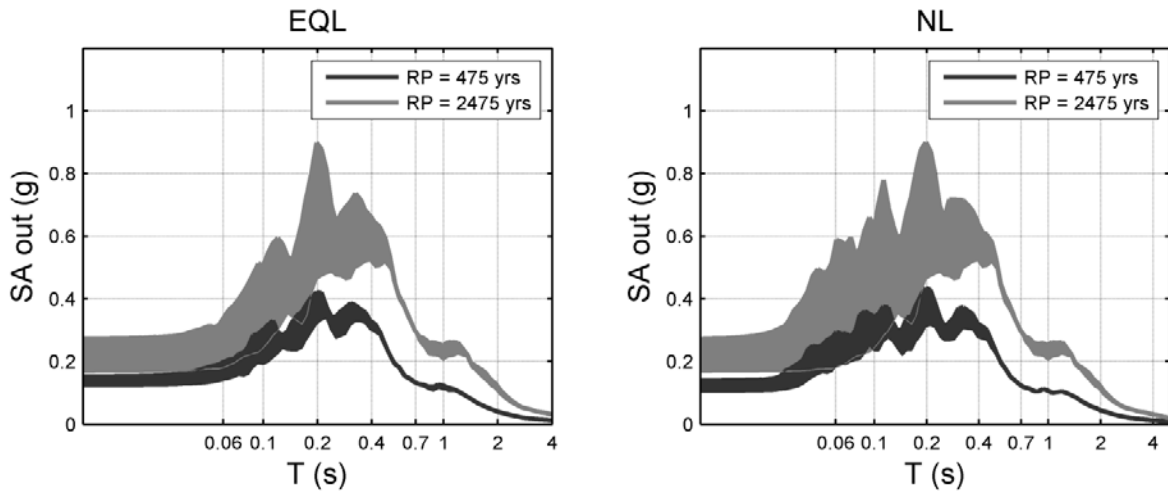 EQL
RP = 475 yrs
RP = 2475 yrs
SA out (g)
1
0.8
0.6
0.4
0.2
0
0.06 0.1 0.2 0.4 0.7 1 2 4
T (s)
NL
RP = 475 yrs
RP = 2475 yrs
SA out (g)
1
0.8
0.6
0.4
0.2
0
0.06 0.1 0.2 0.4 0.7 1 2 4
T (s)